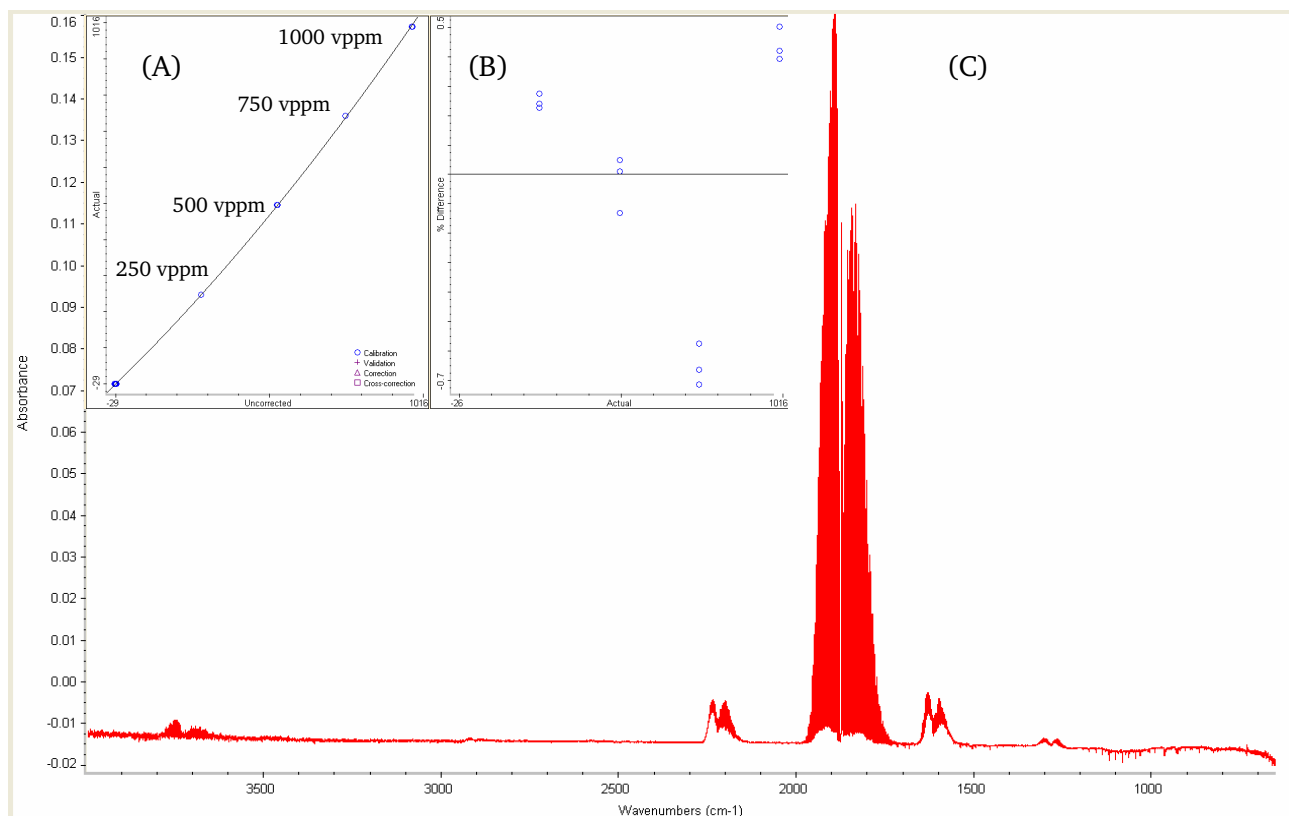 0.16
0.15
0.14
0.13
0.12
0.11
0.10
0.09
0.08
0.07
0.06
0.05
0.04
0.03
0.02
0.01
0.00
-0.01
-0.02
Absorbance
(A)
1016
Actual
-29
1000 vppm
750 vppm
500 vppm
250 vppm
Calibration
Validation
Correction
Cross-correction
-29 Uncorrected 1016
(B)
0.5
% Difference
-0.7
-26 Actual 1016
(C)
3500 3000 2500 2000 1500 1000
Wavenumbers (cm-1)